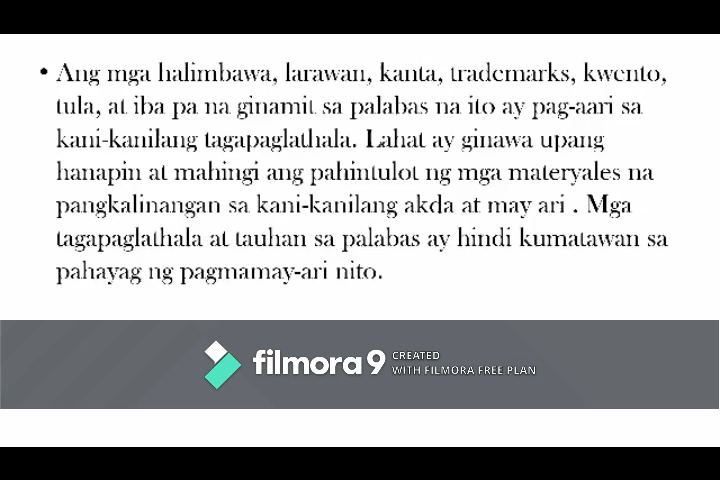 • Ang mga halimbawa, larawan, kanta, trademarks, kwento,
tula, at iba pa na ginamit sa palabas na ito ay pag-aari sa
kani-kanilang tagapaglathala. Lahat ay ginawa upang
hanapin at mahingi ang pahintulot ng mga materyales na
pangkalinangan sa kani-kanilang akda at may ari . Mga
tagapaglathala at tauhan sa palabas ay hindi kumatawan sa
pahayag ng pagmamay-ari nito.
filmora 9
CREATED
WITH FILMORA FREE PLAN